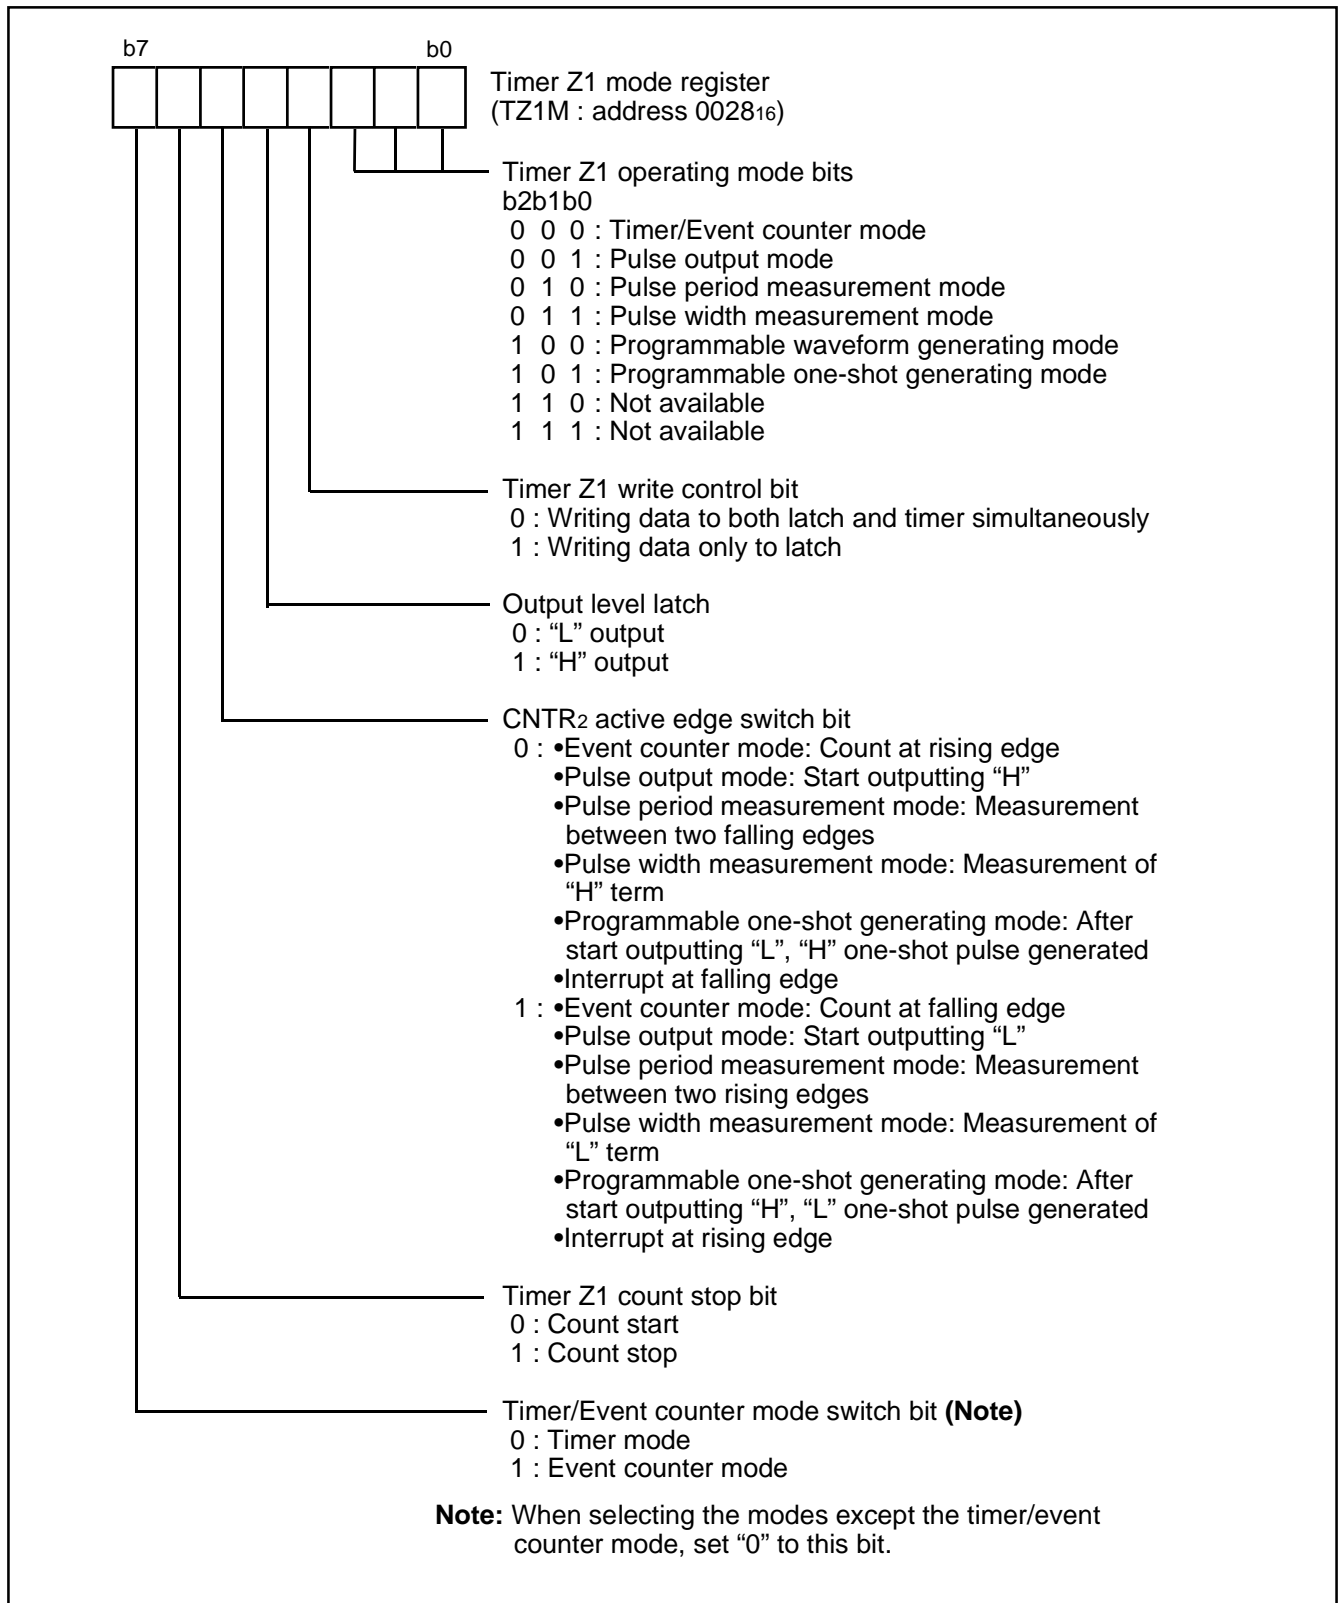 b7 b0
Timer Z1 mode register
(TZ1M : address 002816)
Timer Z1 operating mode bits
b2b1b0
0 0 0 : Timer/Event counter mode
0 0 1 : Pulse output mode
0 1 0 : Pulse period measurement mode
0 1 1 : Pulse width measurement mode
1 0 0 : Programmable waveform generating mode
1 0 1 : Programmable one-shot generating mode
1 1 0 : Not available
1 1 1 : Not available
Timer Z1 write control bit
0 : Writing data to both latch and timer simultaneously
1 : Writing data only to latch
Output level latch
0 : “L” output
1 : “H” output
CNTR2 active edge switch bit
0 : •Event counter mode: Count at rising edge
•Pulse output mode: Start outputting “H”
•Pulse period measurement mode: Measurement
between two falling edges
•Pulse width measurement mode: Measurement of
“H” term
•Programmable one-shot generating mode: After
start outputting “L”, “H” one-shot pulse generated
•Interrupt at falling edge
1 : •Event counter mode: Count at falling edge
•Pulse output mode: Start outputting “L”
•Pulse period measurement mode: Measurement
between two rising edges
•Pulse width measurement mode: Measurement of
“L” term
•Programmable one-shot generating mode: After
start outputting “H”, “L” one-shot pulse generated
•Interrupt at rising edge
Timer Z1 count stop bit
0 : Count start
1 : Count stop
Timer/Event counter mode switch bit (Note)
0 : Timer mode
1 : Event counter mode
Note: When selecting the modes except the timer/event
counter mode, set “0” to this bit.